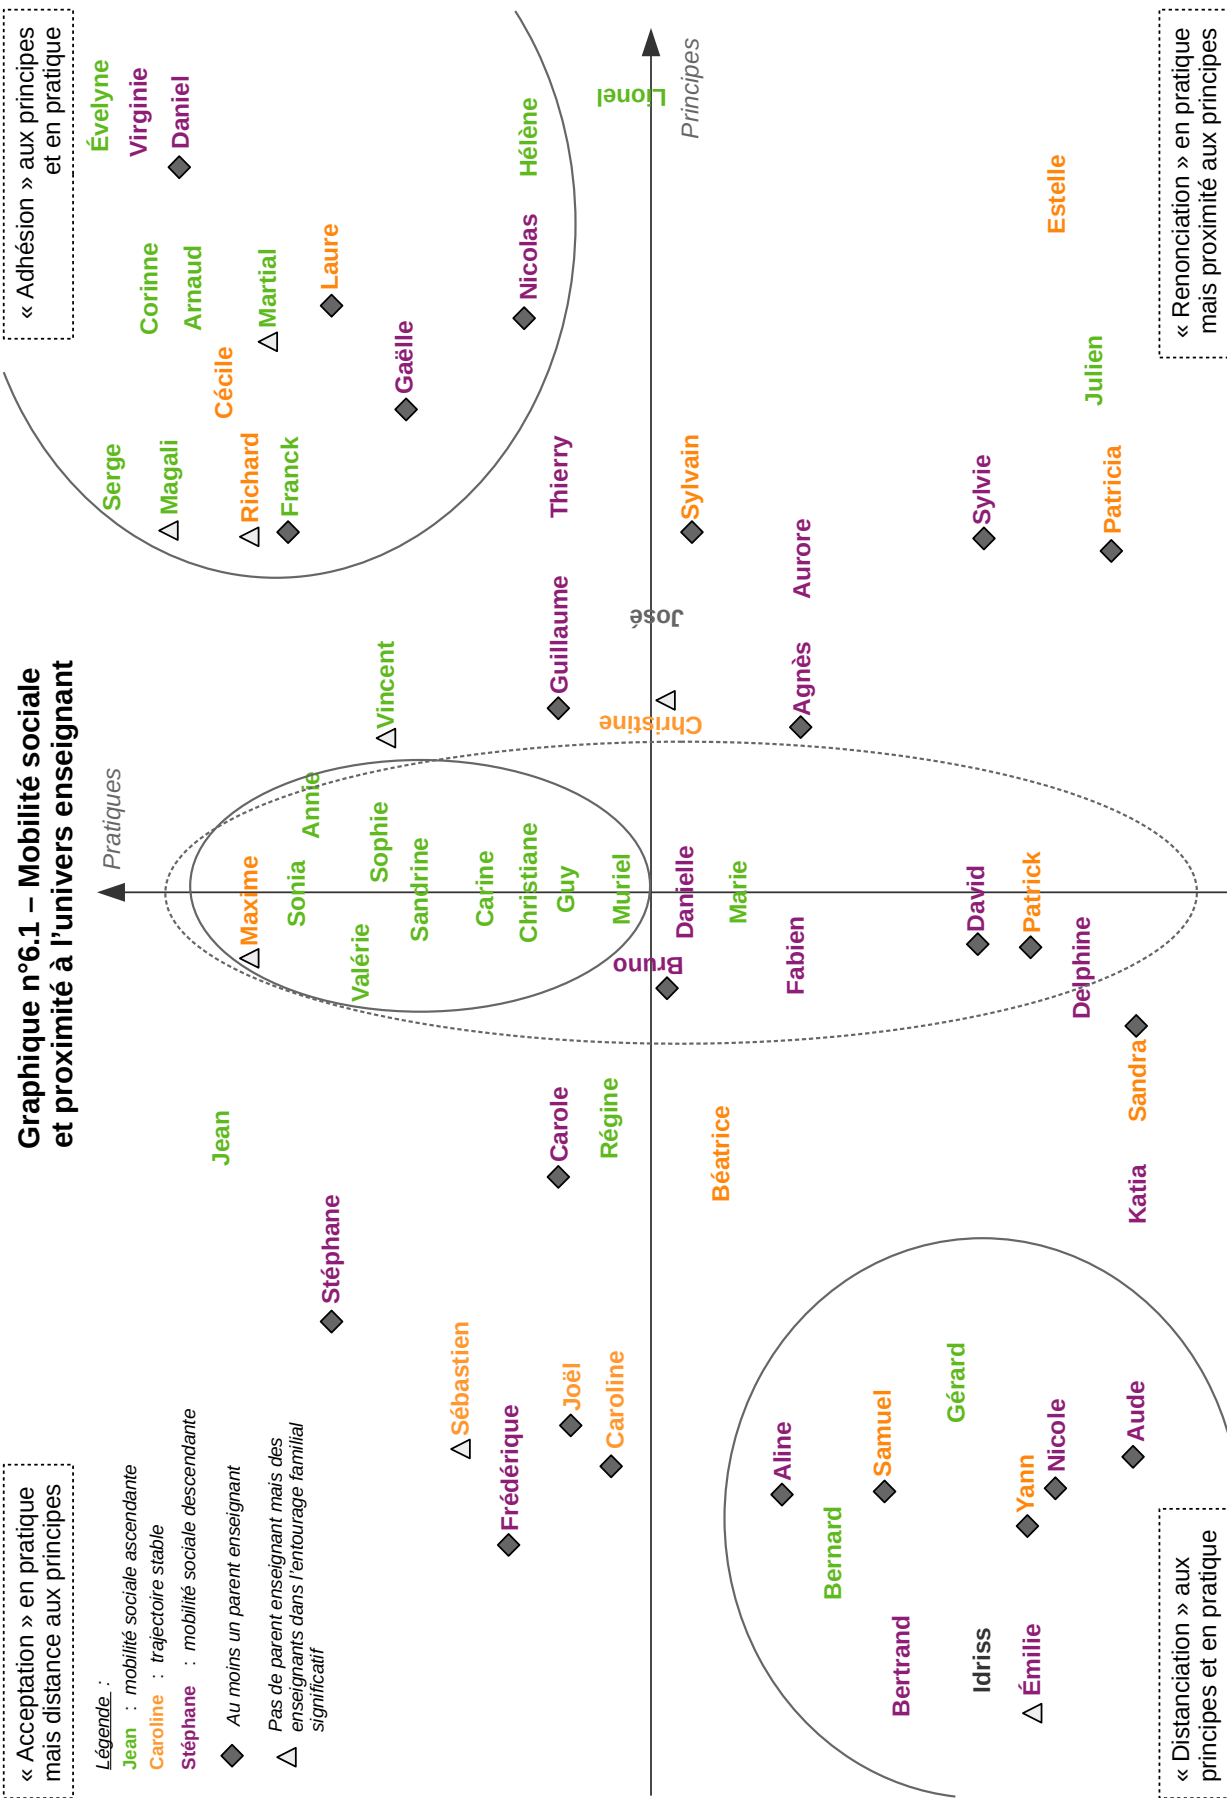 Graphique n°6.1 – Mobilité sociale
et proximité à l'univers enseignant
« Acceptation » en pratique
mais distance aux principes
« Adhésion » aux principes
et en pratique
Légende :
Jean : mobilité sociale ascendante
Caroline : trajectoire stable
Stéphane : mobilité sociale descendante
Au moins un parent enseignant
Pas de parent enseignant mais des
enseignants dans l'entourage familial
significatif
Pratiques
Principes
Évelyne
Virginie
Daniel
Corinne
Arnaud
Martial
Laure
Cécile
Gaëlle
Nicolas
Hélène
Lionel
Serge
Magali
Richard
Franck
Thierry
Guillaume
Vincent
Christine
José
Sylvain
Aurore
Agnès
Sylvie
Patricia
Julien
Estelle
Maxime
Sonia
Annie
Valérie
Sophie
Sandrine
Carine
Christiane
Guy
Muriel
Danielle
Bruno
Marie
Fabien
David
Patrick
Delphine
Sandra
Katia
Jean
Stéphane
Carole
Régine
Béatrice
Sébastien
Frédérique
Joël
Caroline
Aline
Bernard
Samuel
Gérard
Bertrand
Idriss
Émilie
Yann
Nicole
Aude
« Distanciation » aux
principes et en pratique
« Renonciation » en pratique
mais proximité aux principes